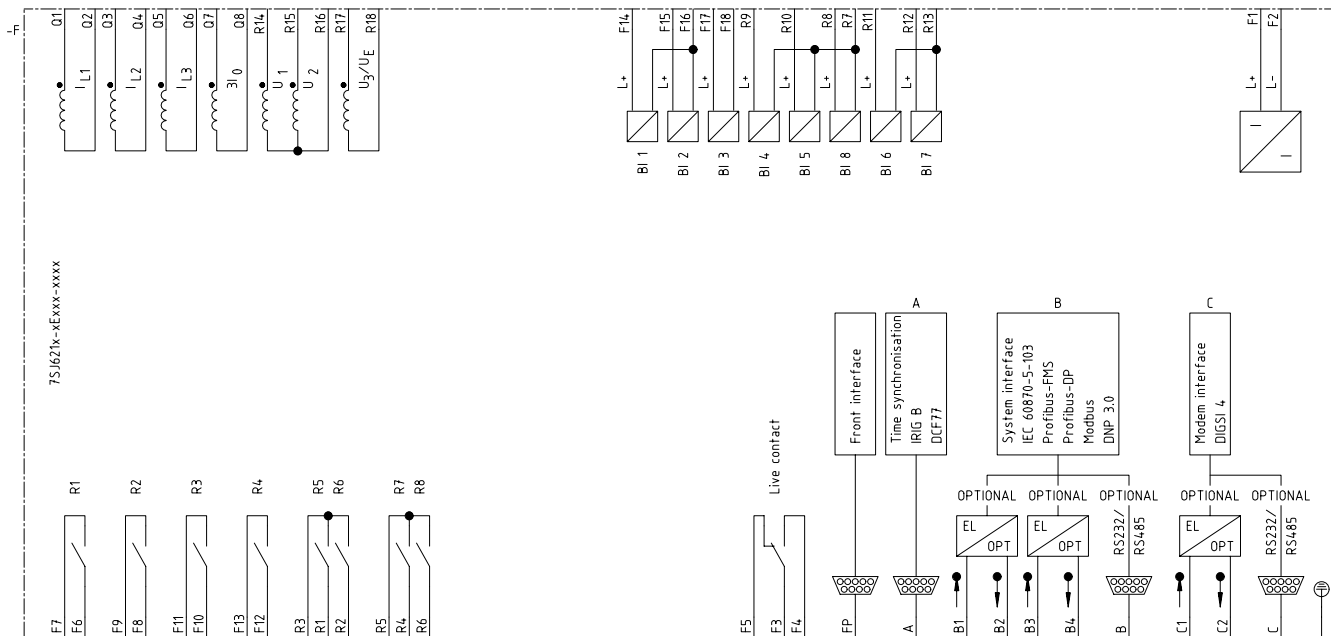 -F
Q1
Q2
Q3
Q4
Q5
Q6
Q7
Q8
R14
R15
R16
R17
R18
F14
F15
F16
F17
F18
R9
R10
R8
R7
R11
R12
R13
F1
F2
IL1
IL2
IL3
3I0
U1
U2
U3/UE
L+
L+
L+
L+
L+
L+
L+
L+
L+
L-
BI 1
BI 2
BI 3
BI 4
BI 5
BI 8
BI 6
BI 7
7SJ621x-xExxx-xxxx
A
B
C
Front interface
Time synchronisation
IRIG B
DCF77
System interface
IEC 60870-5-103
Profibus-FMS
Profibus-DP
Modbus
DNP 3.0
Modem interface
DIGSI 4
R1
R2
R3
R4
R5
R6
R7
R8
Live contact
OPTIONAL
OPTIONAL
OPTIONAL
OPTIONAL
OPTIONAL
EL
OPT
EL
OPT
RS232/
RS485
EL
OPT
RS232/
RS485
F7
F6
F9
F8
F11
F10
F13
F12
R3
R1
R2
R5
R4
R6
F5
F3
F4
FP
A
B1
B2
B3
B4
B
C1
C2
C